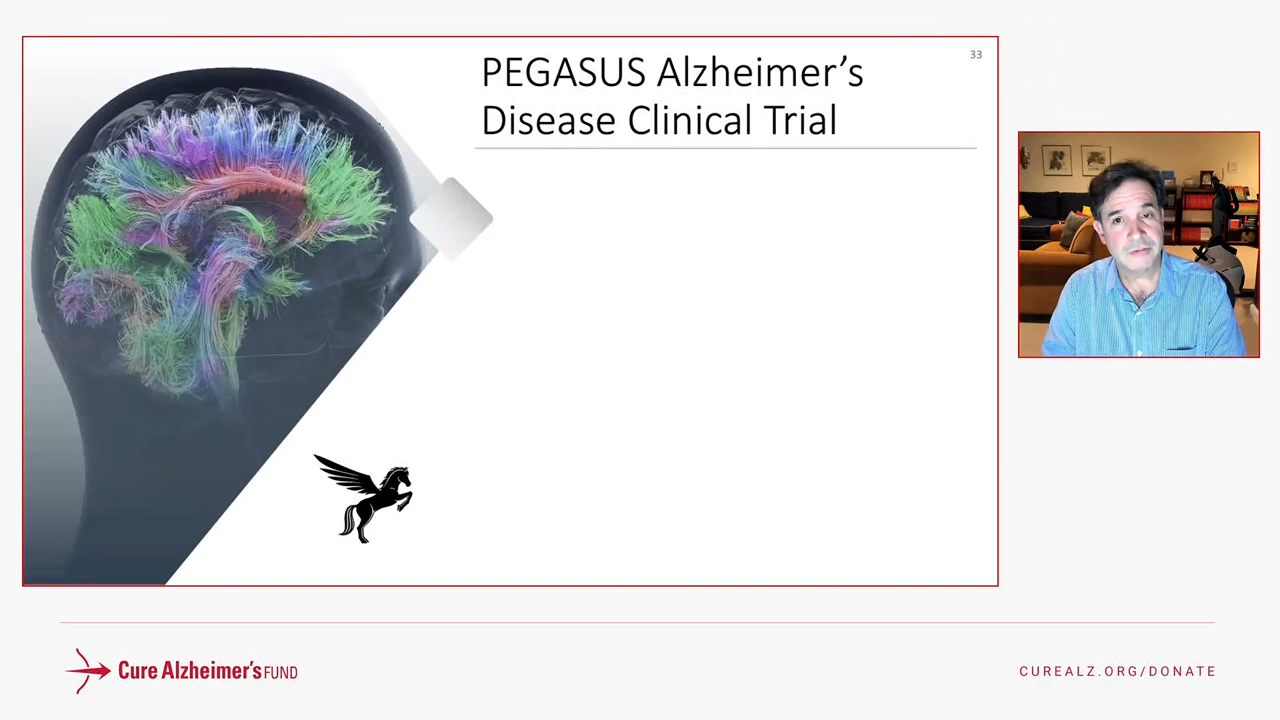 33
PEGASUS Alzheimer’s
Disease Clinical Trial
Cure Alzheimer's FUND
CUREALZ.ORG/DONATE